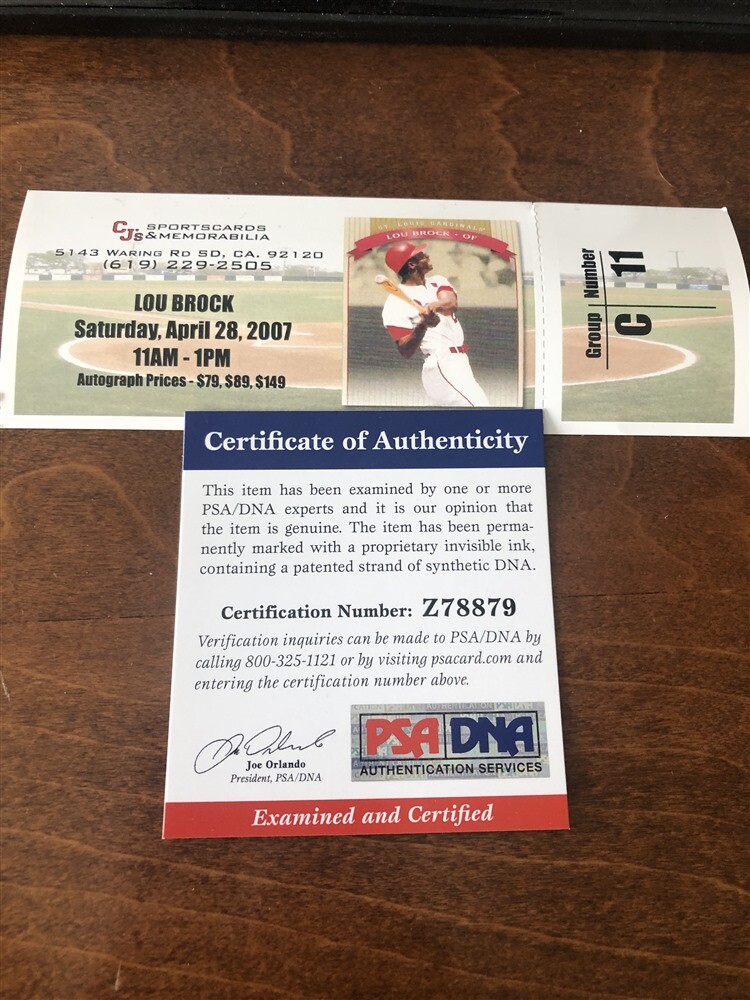 CJ's SPORTSCARDS & MEMORABILIA
5143 WARING RD SD, CA. 92120
(619) 229-2505
LOU BROCK
Saturday, April 28, 2007
11AM - 1PM
Autograph Prices - $79, $89, $149
ST. LOUIS CARDINALS
LOU BROCK • OF
Group Number
C 11
Certificate of Authenticity
This item has been examined by one or more
PSA/DNA experts and it is our opinion that
the item is genuine. The item has been perma-
nently marked with a proprietary invisible ink,
containing a patented strand of synthetic DNA.
Certification Number: Z78879
Verification inquiries can be made to PSA/DNA by
calling 800-325-1121 or by visiting psacard.com and
entering the certification number above.
Joe Orlando
President, PSA/DNA
PSA DNA
AUTHENTICATION SERVICES
Examined and Certified